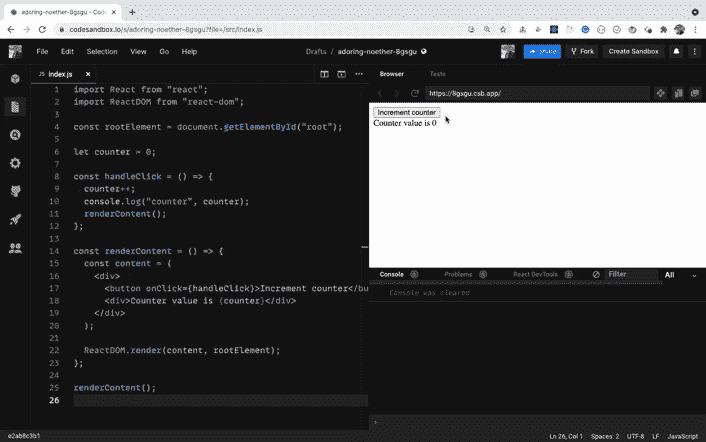 adoring-noether-8gsgu - CodeS
codesandbox.io/s/adoring-noether-8gsgu?file=/src/index.js
File Edit Selection View Go Help
Drafts / adoring-noether-8gsgu
Share
Fork
Create Sandbox
JS index.js
Browser Tests
https://8gsgu.csb.app/
1 import React from "react";
2 import ReactDOM from "react-dom";
3
4 const rootElement = document.getElementById("root");
5
6 let counter = 0;
7
8 const handleClick = () => {
9 counter++;
10 console.log("counter", counter);
11 renderContent();
12 };
13
14 const renderContent = () => {
15 const content = (
16 <div>
17 <button onClick={handleClick}>Increment counter</bu
18 <div>Counter value is {counter}</div>
19 </div>
20 );
21
22 ReactDOM.render(content, rootElement);
23 };
24
25 renderContent();
26
Increment counter
Counter value is 0
Console 0 Problems 0 React DevTools 0 Filter All
Console was cleared
e2ab8c3b1
Ln 26, Col 1 Spaces: 2 UTF-8 LF JavaScript